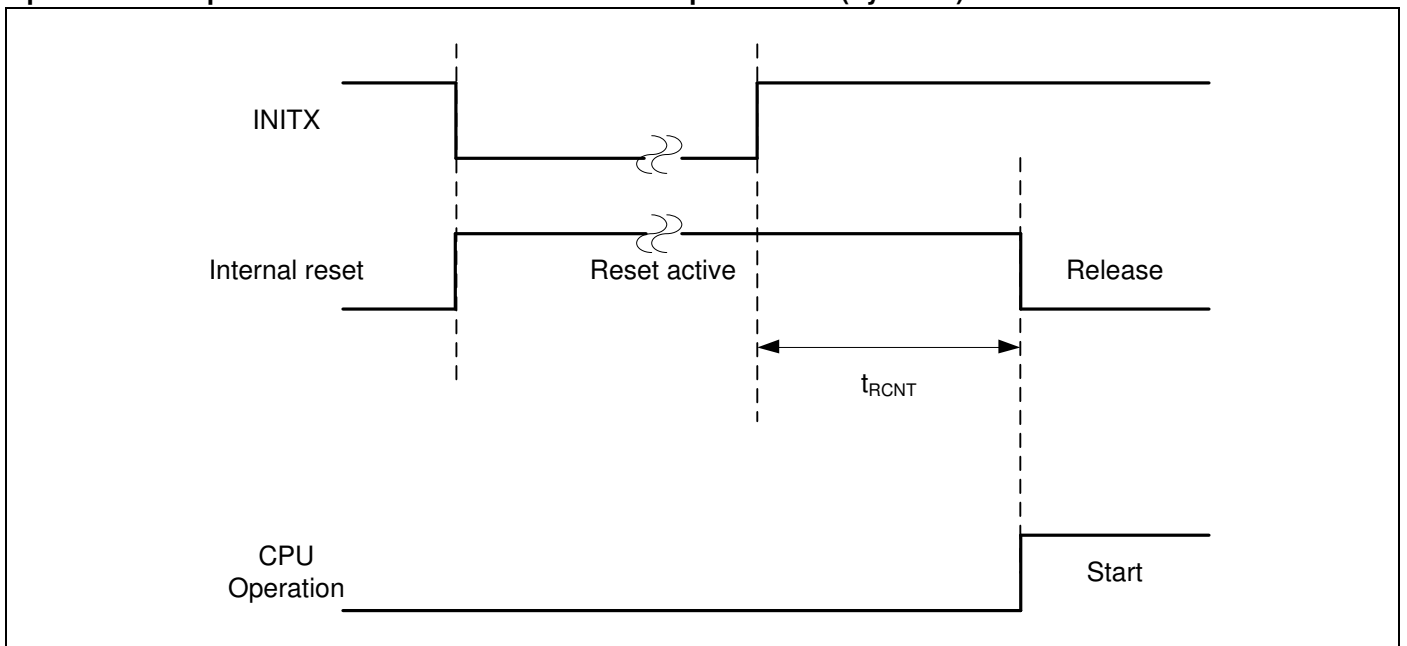 INITX
Internal reset
Reset active
Release
tRCNT
CPU
Operation
Start